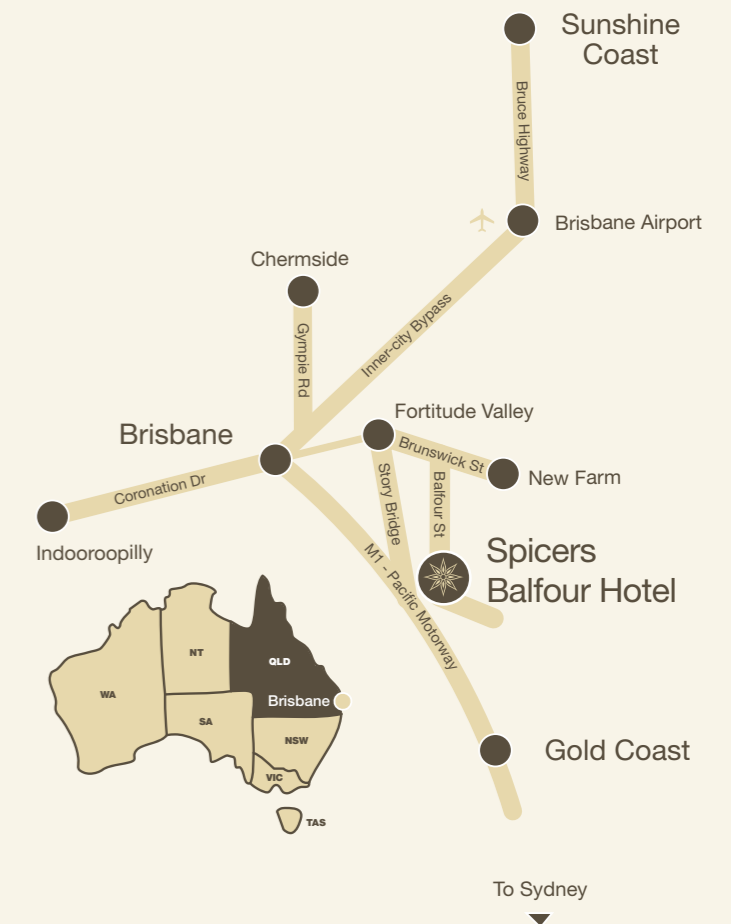 Sunshine
Coast
Bruce Highway
Brisbane Airport
Chermside
Gympie Rd
Inner-city Bypass
Fortitude Valley
Brisbane
Brunswick St
New Farm
Coronation Dr
Story Bridge
Balfour St
Indooroopilly
Spicers
Balfour Hotel
M1 - Pacific Motorway
NT
QLD
WA
Brisbane
SA
NSW
VIC
TAS
Gold Coast
To Sydney